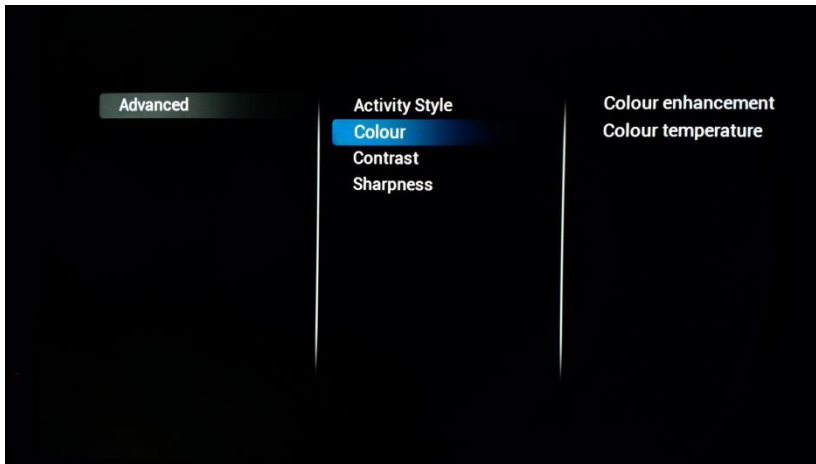 Advanced
Activity Style
Colour
Contrast
Sharpness
Colour enhancement
Colour temperature